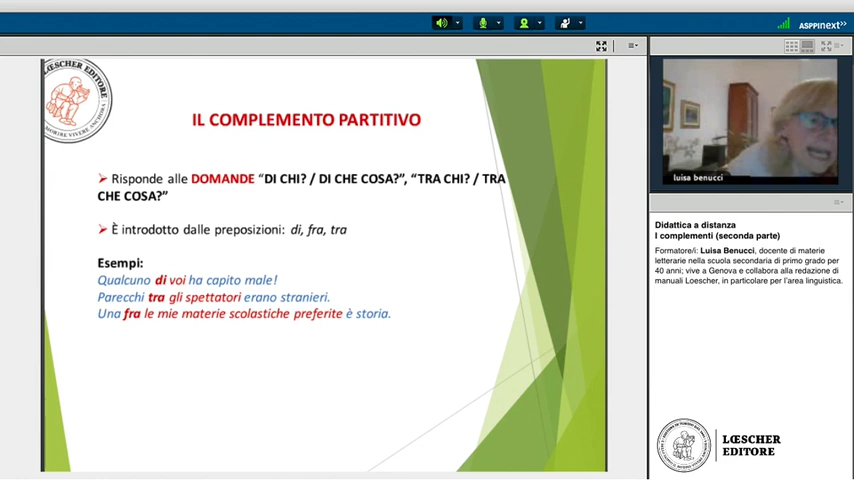 ASPPInext>>
LŒSCHER EDITORE
IL COMPLEMENTO PARTITIVO
➢ Risponde alle DOMANDE “DI CHI? / DI CHE COSA?”, “TRA CHI? / TRA
CHE COSA?”
➢ È introdotto dalle preposizioni: di, fra, tra
Esempi:
Qualcuno di voi ha capito male!
Parecchi tra gli spettatori erano stranieri.
Una fra le mie materie scolastiche preferite è storia.
luisa benucci
Didattica a distanza
I complementi (seconda parte)
Formatore/i: Luisa Benucci, docente di materie
letterarie nella scuola secondaria di primo grado per
40 anni; vive a Genova e collabora alla redazione di
manuali Loescher, in particolare per l'area linguistica.
LŒSCHER
EDITORE